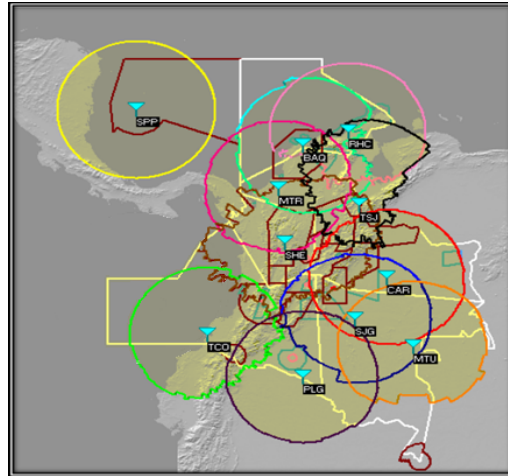 SPP
RHC
BAQ
MTR
TSJ
SHE
CAR
SJG
TCO
MTU
PLG